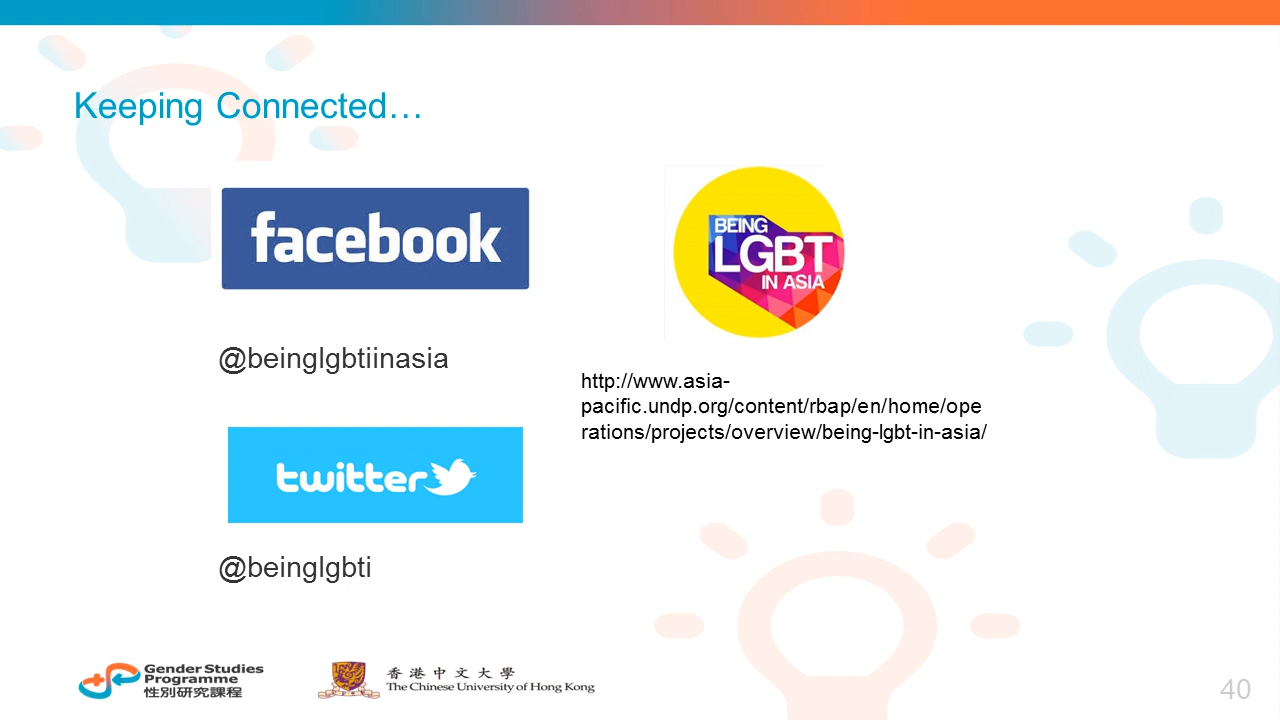 Keeping Connected…
facebook
@beinglgbtiinasia
twitter
@beinglgbti
BEING
LGBT
IN ASIA
http://www.asia-
pacific.undp.org/content/rbap/en/home/ope
rations/projects/overview/being-lgbt-in-asia/
Gender Studies
Programme
性別研究課程
香港中文大學
The Chinese University of Hong Kong
40